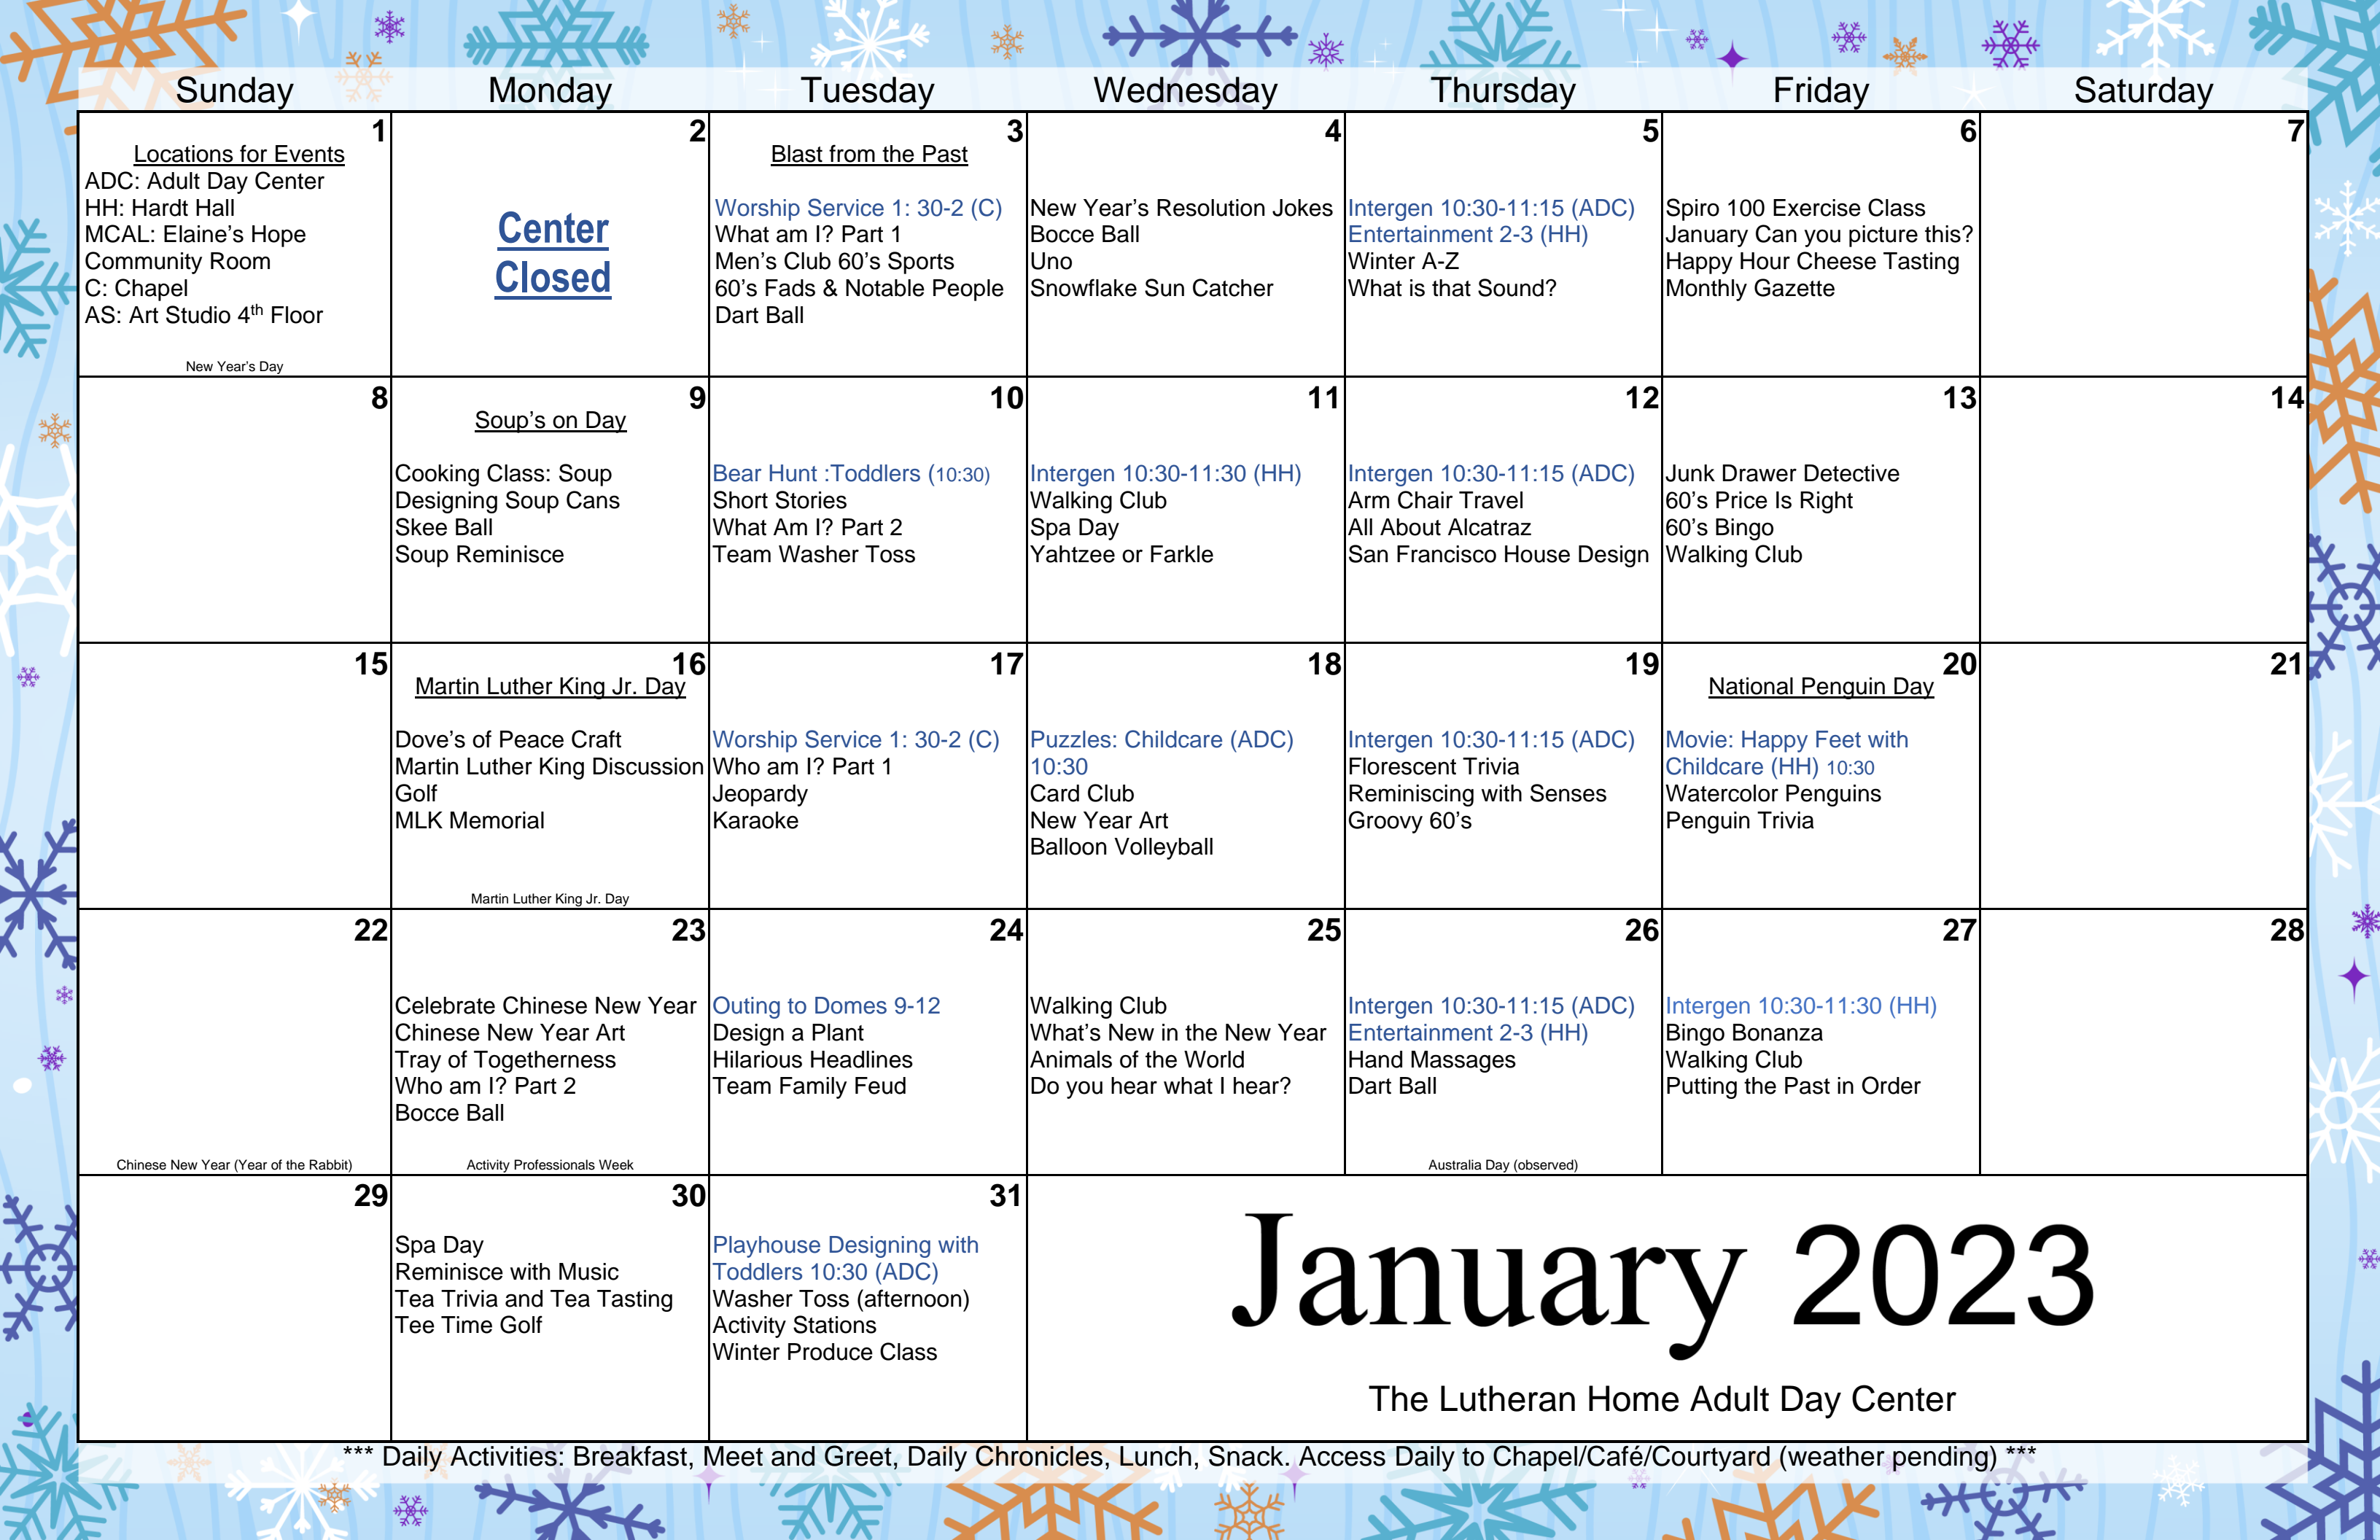 Sunday Monday Tuesday Wednesday Thursday Friday Saturday
1
Locations for Events
ADC: Adult Day Center
HH: Hardt Hall
MCAL: Elaine’s Hope
Community Room
C: Chapel
AS: Art Studio 4th Floor
New Year’s Day
2
Center
Closed
3
Blast from the Past
Worship Service 1: 30-2 (C)
What am I? Part 1
Men’s Club 60’s Sports
60’s Fads & Notable People
Dart Ball
4
New Year’s Resolution Jokes
Bocce Ball
Uno
Snowflake Sun Catcher
5
Intergen 10:30-11:15 (ADC)
Entertainment 2-3 (HH)
Winter A-Z
What is that Sound?
6
Spiro 100 Exercise Class
January Can you picture this?
Happy Hour Cheese Tasting
Monthly Gazette
7
8
9
Soup’s on Day
Cooking Class: Soup
Designing Soup Cans
Skee Ball
Soup Reminisce
10
Bear Hunt :Toddlers (10:30)
Short Stories
What Am I? Part 2
Team Washer Toss
11
Intergen 10:30-11:30 (HH)
Walking Club
Spa Day
Yahtzee or Farkle
12
Intergen 10:30-11:15 (ADC)
Arm Chair Travel
All About Alcatraz
San Francisco House Design
13
Junk Drawer Detective
60’s Price Is Right
60’s Bingo
Walking Club
14
15
16
Martin Luther King Jr. Day
Dove’s of Peace Craft
Martin Luther King Discussion
Golf
MLK Memorial
Martin Luther King Jr. Day
17
Worship Service 1: 30-2 (C)
Who am I? Part 1
Jeopardy
Karaoke
18
Puzzles: Childcare (ADC)
10:30
Card Club
New Year Art
Balloon Volleyball
19
Intergen 10:30-11:15 (ADC)
Florescent Trivia
Reminiscing with Senses
Groovy 60’s
20
National Penguin Day
Movie: Happy Feet with
Childcare (HH) 10:30
Watercolor Penguins
Penguin Trivia
21
22
Chinese New Year (Year of the Rabbit)
23
Celebrate Chinese New Year
Chinese New Year Art
Tray of Togetherness
Who am I? Part 2
Bocce Ball
Activity Professionals Week
24
Outing to Domes 9-12
Design a Plant
Hilarious Headlines
Team Family Feud
25
Walking Club
What’s New in the New Year
Animals of the World
Do you hear what I hear?
26
Intergen 10:30-11:15 (ADC)
Entertainment 2-3 (HH)
Hand Massages
Dart Ball
Australia Day (observed)
27
Intergen 10:30-11:30 (HH)
Bingo Bonanza
Walking Club
Putting the Past in Order
28
29
30
Spa Day
Reminisce with Music
Tea Trivia and Tea Tasting
Tee Time Golf
31
Playhouse Designing with
Toddlers 10:30 (ADC)
Washer Toss (afternoon)
Activity Stations
Winter Produce Class
January 2023
The Lutheran Home Adult Day Center
*** Daily Activities: Breakfast, Meet and Greet, Daily Chronicles, Lunch, Snack. Access Daily to Chapel/Café/Courtyard (weather pending) ***